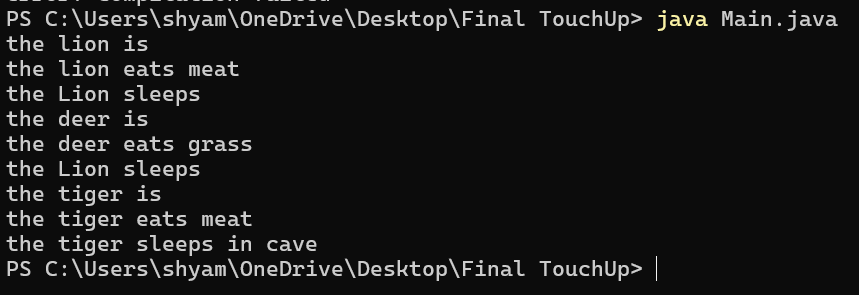 PS C:\Users\shyam\OneDrive\Desktop\Final TouchUp> java Main.java
the lion is
the lion eats meat
the Lion sleeps
the deer is
the deer eats grass
the Lion sleeps
the tiger is
the tiger eats meat
the tiger sleeps in cave
PS C:\Users\shyam\OneDrive\Desktop\Final TouchUp>